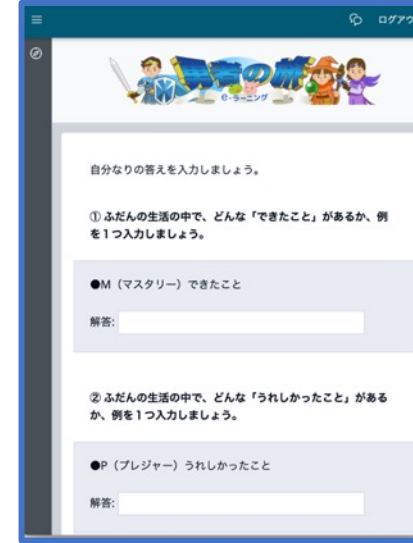 ログアウ
勇者の旅
e-ラーニング
自分なりの答えを入力しましょう。
① ふだんの生活の中で、どんな「できたこと」があるか、例
を1つ入力しましょう。
●M（マスタリー）できたこと
解答:
② ふだんの生活の中で、どんな「うれしかったこと」がある
か、例を1つ入力しましょう。
●P（プレジャー）うれしかったこと
解答: